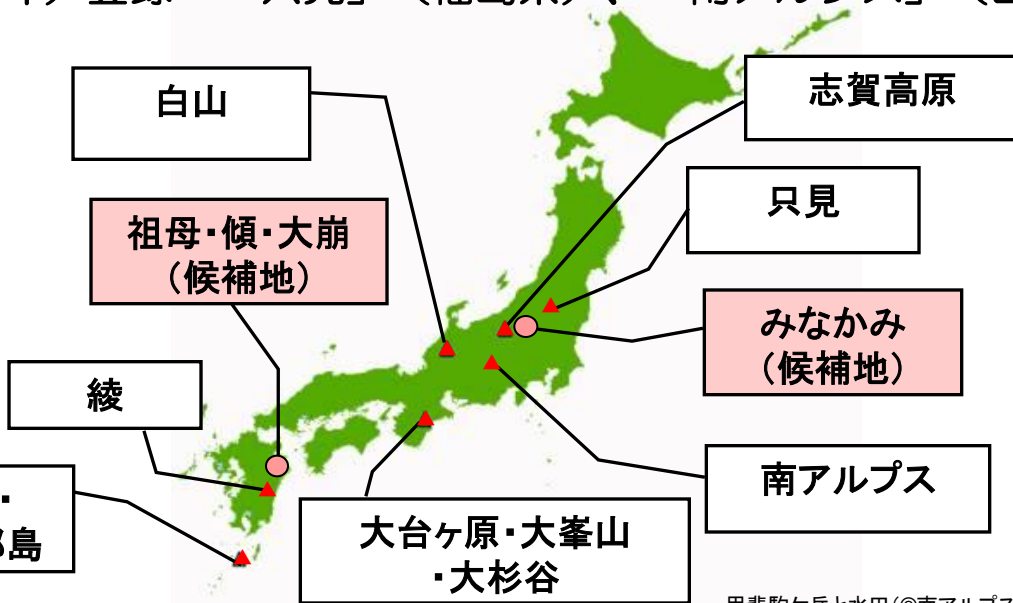 白山
志賀高原
只見
祖母・傾・大崩
（候補地）
みなかみ
（候補地）
綾
南アルプス
・
島
大台ヶ原・大峯山
・大杉谷